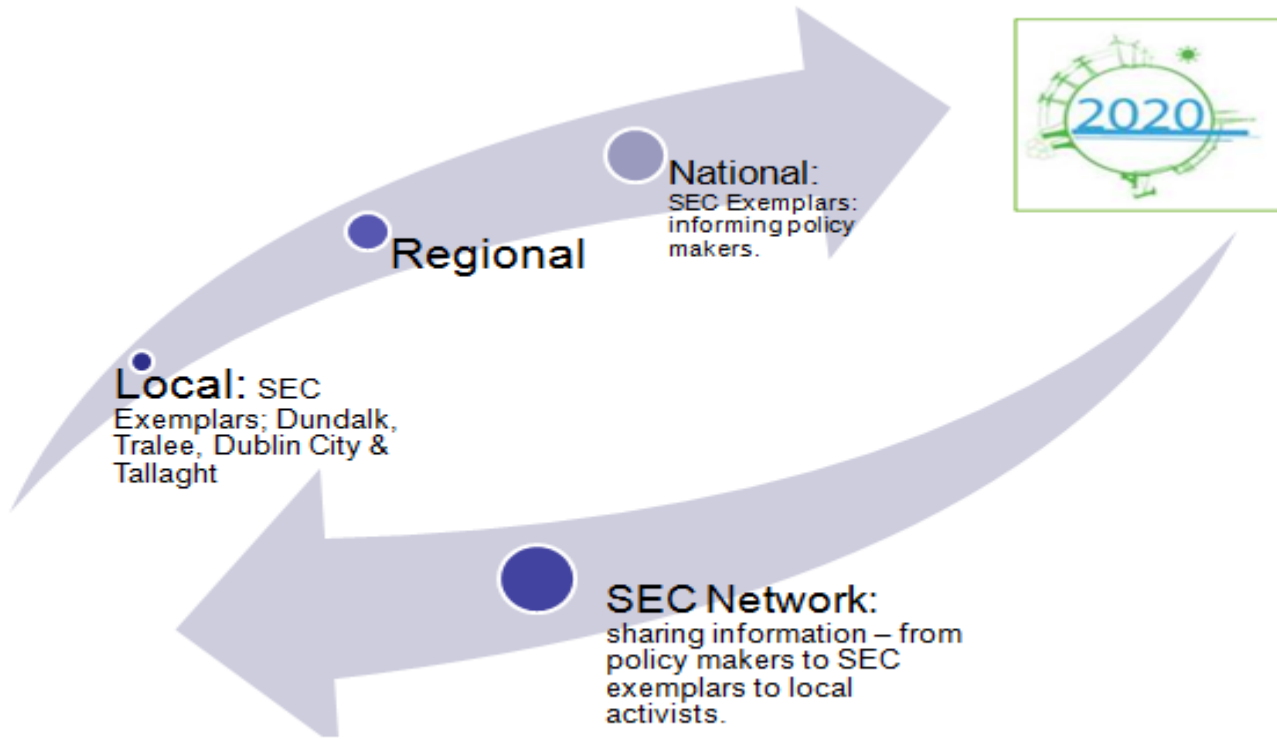 2020
National:
SEC Exemplars:
informing policy
makers.
Regional
Local: SEC
Exemplars; Dundalk,
Tralee, Dublin City &
Tallaght
SEC Network:
sharing information – from
policy makers to SEC
exemplars to local
activists.